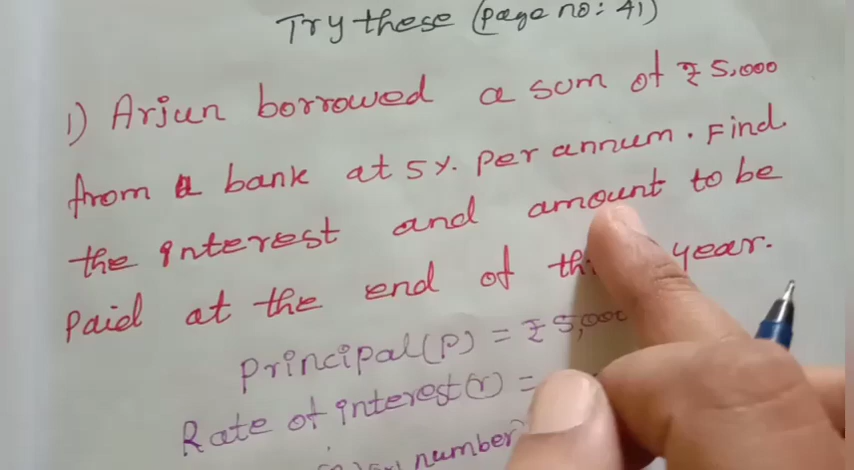 Try these (page no: 41)
1) Arjun borrowed a sum of ₹ 5,000
from a bank at 5%. per annum. Find
the interest and amount to be
Paid at the end of year.
Principal (P) = ₹ 5,000
Rate of interest (r) =
number